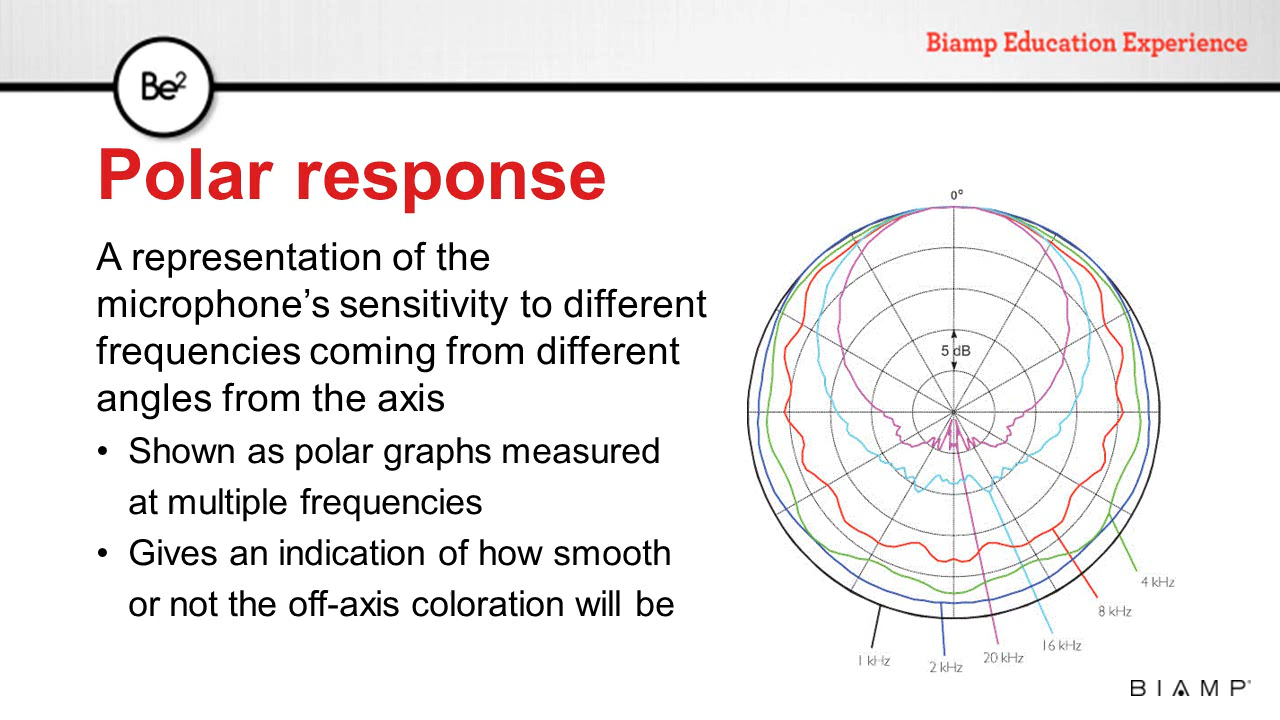 Biamp Education Experience
Be²
Polar response
A representation of the
microphone’s sensitivity to different
frequencies coming from different
angles from the axis
• Shown as polar graphs measured
at multiple frequencies
• Gives an indication of how smooth
or not the off-axis coloration will be
0°
5 dB
4 kHz
8 kHz
16 kHz
20 kHz
2 kHz
1 kHz
BIAMP®